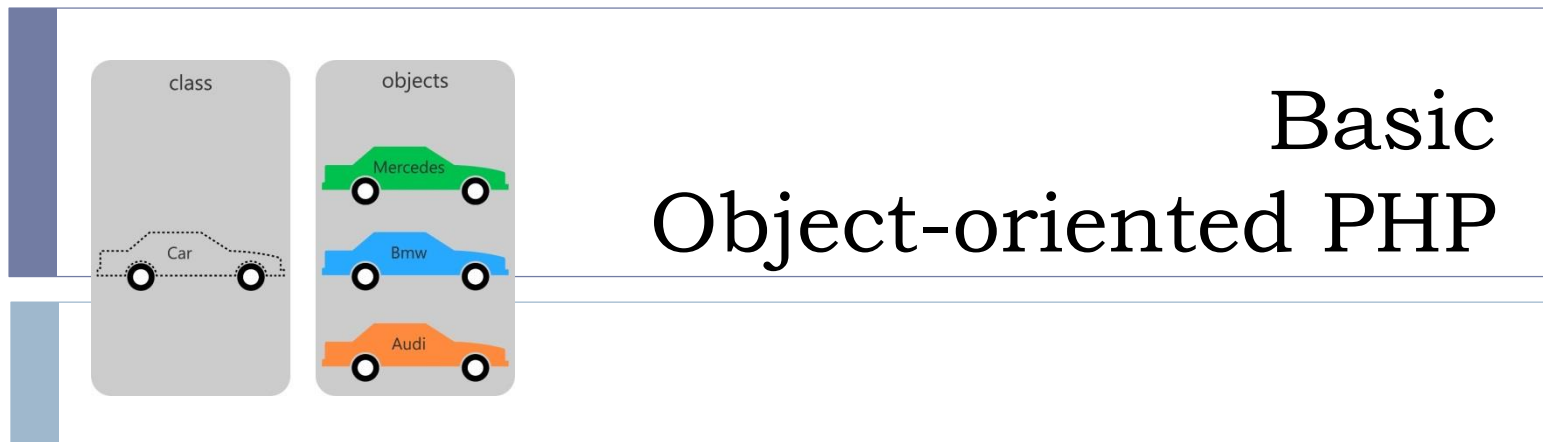 class
Car
objects
Mercedes
Bmw
Audi
Basic
Object-oriented PHP